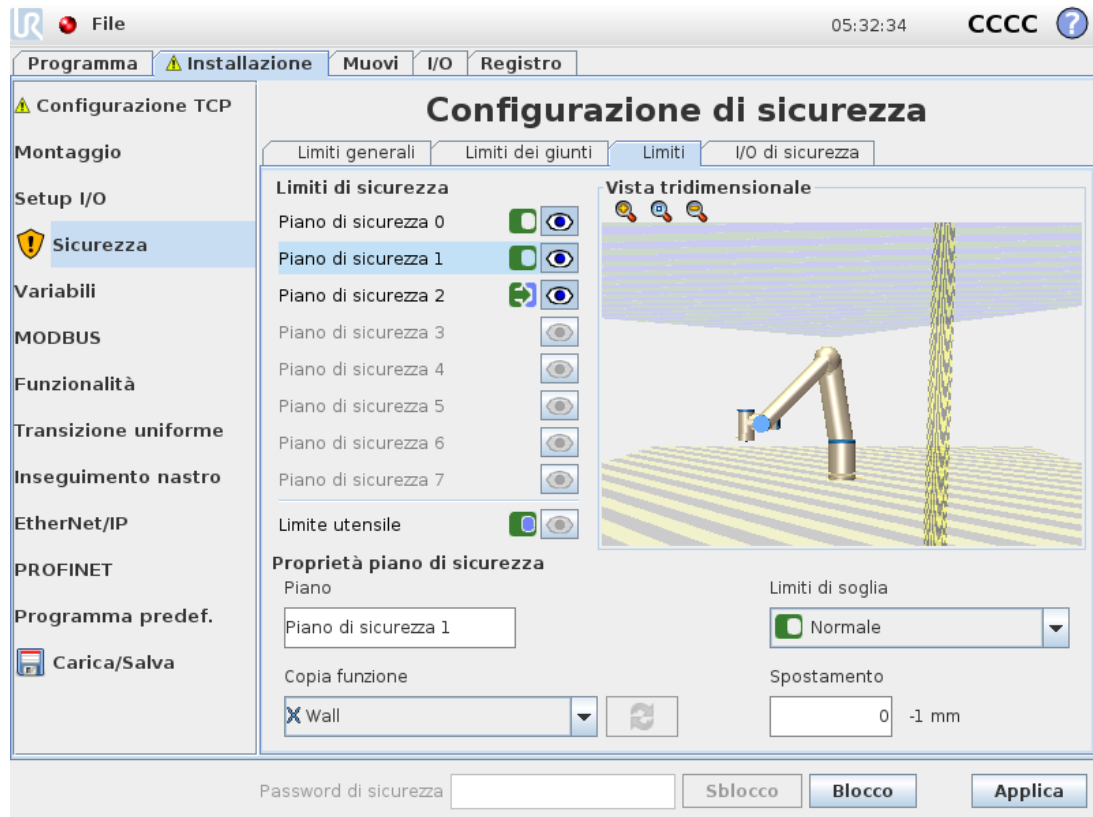 UR File 05:32:34 CCCC ?
Programma Installazione Muovi I/O Registro
Configurazione TCP
Montaggio
Setup I/O
Sicurezza
Variabili
MODBUS
Funzionalità
Transizione uniforme
Inseguimento nastro
EtherNet/IP
PROFINET
Programma predef.
Carica/Salva
Configurazione di sicurezza
Limiti generali Limiti dei giunti Limiti I/O di sicurezza
Limiti di sicurezza
Piano di sicurezza 0
Piano di sicurezza 1
Piano di sicurezza 2
Piano di sicurezza 3
Piano di sicurezza 4
Piano di sicurezza 5
Piano di sicurezza 6
Piano di sicurezza 7
Limite utensile
Vista tridimensionale
Proprietà piano di sicurezza
Piano
Piano di sicurezza 1
Limiti di soglia
Normale
Copia funzione
Wall
Spostamento
0 -1 mm
Password di sicurezza Sblocco Blocco Applica